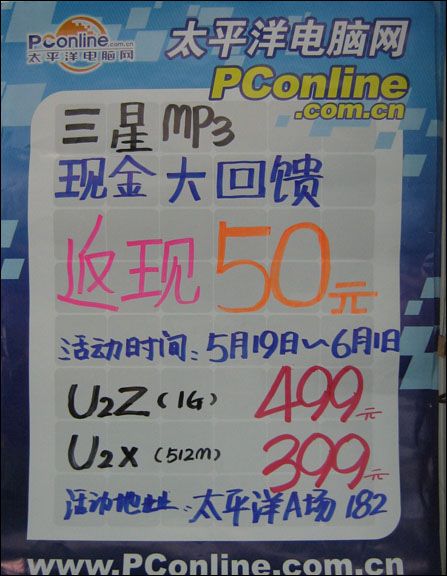 PConline.com.cn
太平洋电脑网
太平洋电脑网
PConline
.com.cn
三星 MP3
现金大回馈
返现50元
活动时间:5月19日~6月1日
U2Z(1G) 499元
U2X(512m) 399元
活动地址:太平洋A场182
www.PConline.com.cn